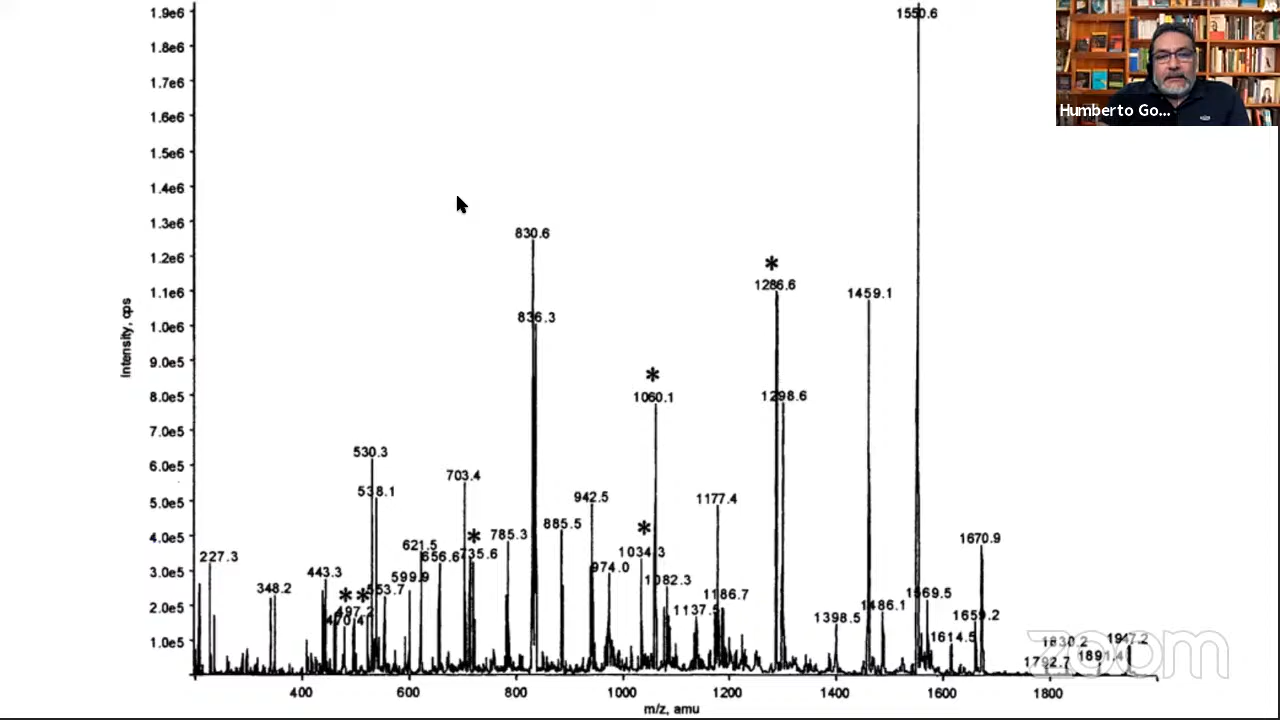 1.9e6
1550.6
1.8e6
1.7e6
Humberto Go...
1.6e6
1.5e6
1.4e6
1.3e6
830.6
1.2e6
*
1286.6
1.1e6
1459.1
836.3
1.0e6
Intensity, cps
9.0e5
*
1060.1
1298.6
8.0e5
7.0e5
530.3
6.0e5
703.4
538.1
942.5
1177.4
5.0e5
885.5
*
*
785.3
4.0e5
621.5
735.6
1034.3
1670.9
227.3
656.6
974.0
3.0e5
443.3
599.9
1082.3
348.2
* *
553.7
1186.7
1569.5
2.0e5
497.2
470.4
1137.5
1398.5
1486.1
1659.2
1.0e5
1614.5
1830.2
1947.2
1891.4
1792.7
zoom
400
600
800
1000
1200
1400
1600
1800
m/z, amu